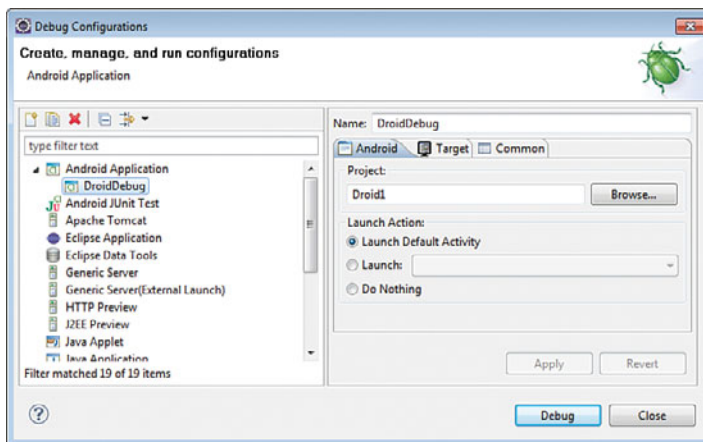 Debug Configurations
Create, manage, and run configurations
Android Application
type filter text
Android Application
DroidDebug
Android JUnit Test
Apache Tomcat
Eclipse Application
Eclipse Data Tools
Generic Server
Generic Server(External Launch)
HTTP Preview
J2EE Preview
Java Applet
Java Application
Filter matched 19 of 19 items
Name: DroidDebug
Android Target Common
Project:
Droid1 Browse...
Launch Action:
Launch Default Activity
Launch:
Do Nothing
Apply Revert
? Debug Close